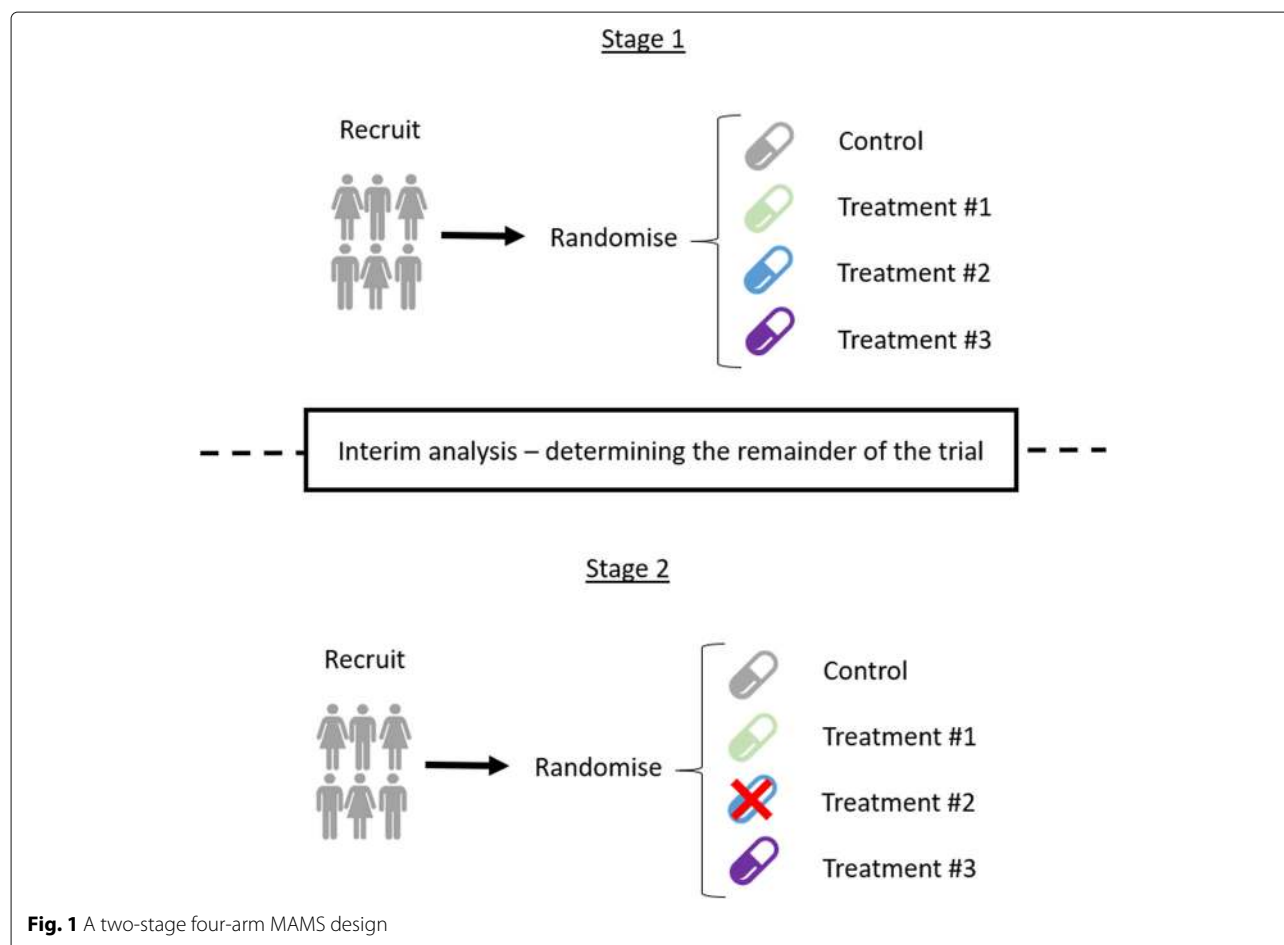 Stage 1
Recruit
Randomise
Control
Treatment #1
Treatment #2
Treatment #3
Interim analysis – determining the remainder of the trial
Stage 2
Recruit
Randomise
Control
Treatment #1
Treatment #2
Treatment #3
Fig. 1 A two-stage four-arm MAMS design